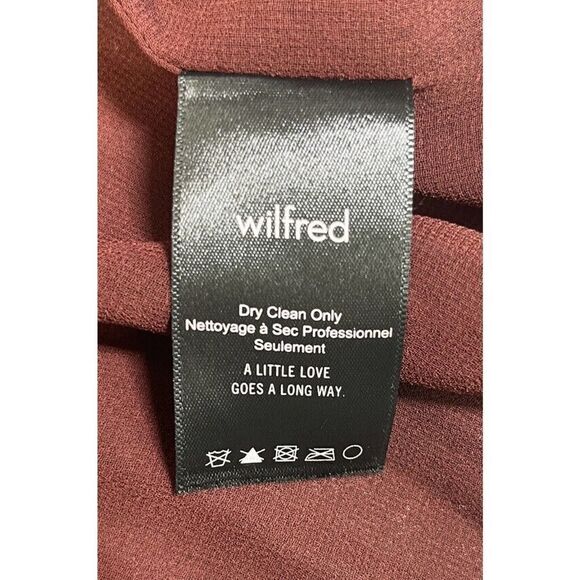 wilfred
Dry Clean Only
Nettoyage à Sec Professionnel
Seulement
A LITTLE LOVE
GOES A LONG WAY.